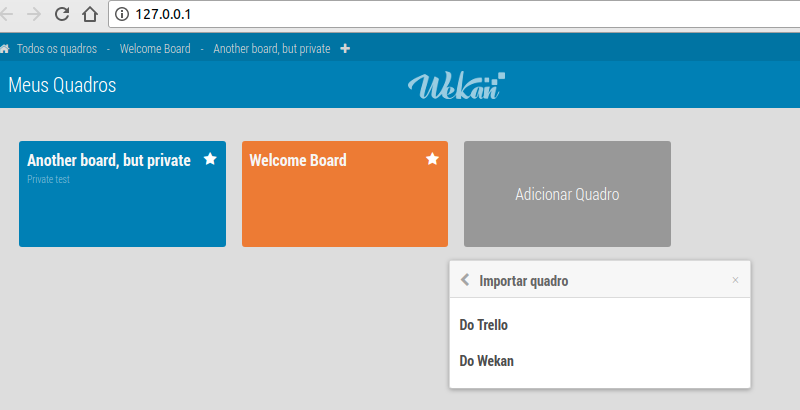 127.0.0.1
Todos os quadros - Welcome Board - Another board, but private
Meus Quadros
Wekan
Another board, but private
Private test
Welcome Board
Adicionar Quadro
Importar quadro
Do Trello
Do Wekan